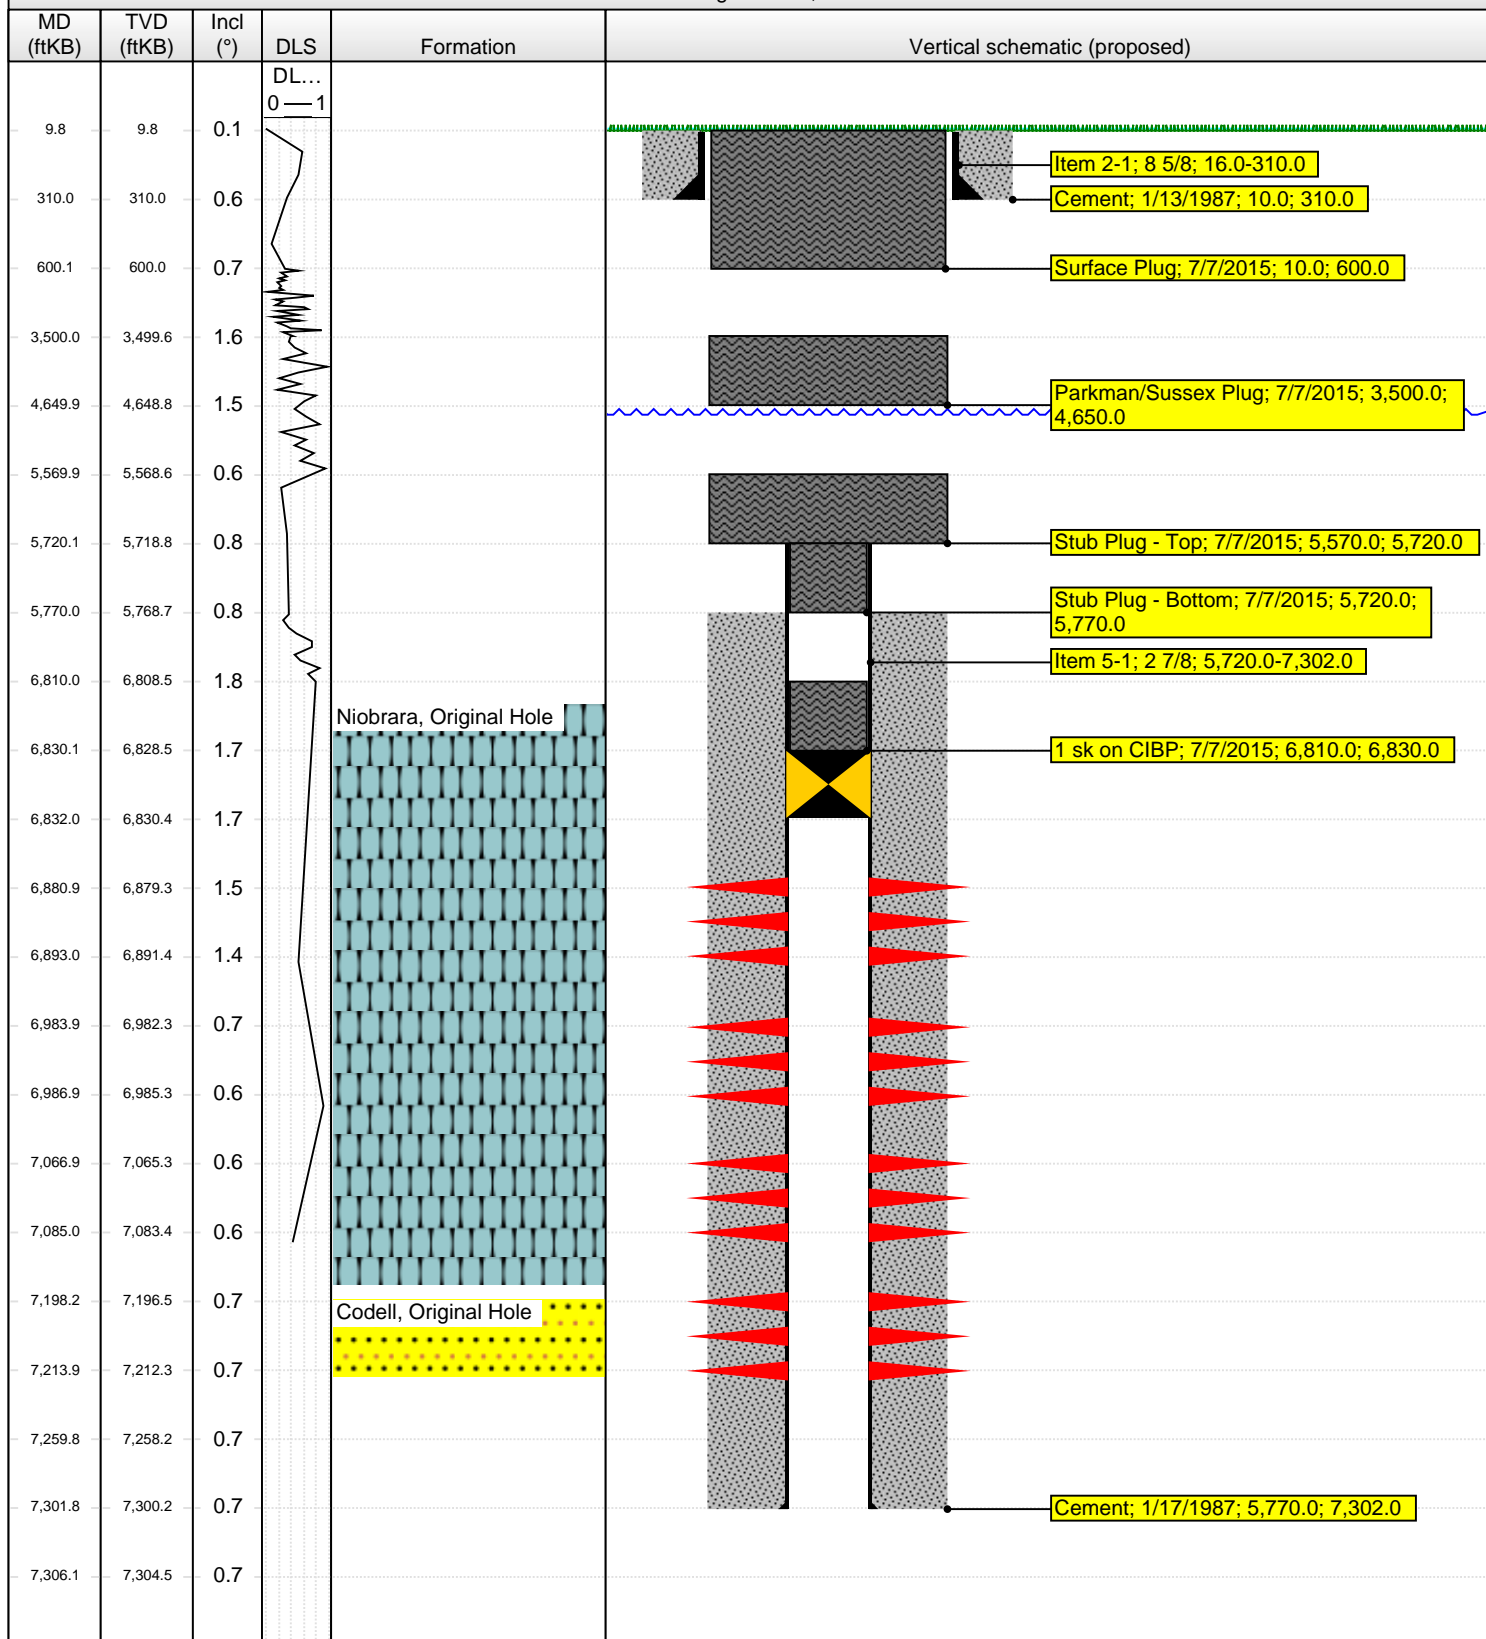 MD (ftKB) TVD (ftKB) Incl (°) DLS Formation Vertical schematic (proposed)
DL...
0 — 1
9.8 9.8 0.1
Item 2-1; 8 5/8; 16.0-310.0
310.0 310.0 0.6 Cement; 1/13/1987; 10.0; 310.0
600.1 600.0 0.7 Surface Plug; 7/7/2015; 10.0; 600.0
3,500.0 3,499.6 1.6
4,649.9 4,648.8 1.5 Parkman/Sussex Plug; 7/7/2015; 3,500.0;
4,650.0
5,569.9 5,568.6 0.6
5,720.1 5,718.8 0.8 Stub Plug - Top; 7/7/2015; 5,570.0; 5,720.0
5,770.0 5,768.7 0.8 Stub Plug - Bottom; 7/7/2015; 5,720.0;
5,770.0
Item 5-1; 2 7/8; 5,720.0-7,302.0
6,810.0 6,808.5 1.8
Niobrara, Original Hole
6,830.1 6,828.5 1.7 1 sk on CIBP; 7/7/2015; 6,810.0; 6,830.0
6,832.0 6,830.4 1.7
6,880.9 6,879.3 1.5
6,893.0 6,891.4 1.4
6,983.9 6,982.3 0.7
6,986.9 6,985.3 0.6
7,066.9 7,065.3 0.6
7,085.0 7,083.4 0.6
7,198.2 7,196.5 0.7
Codell, Original Hole
7,213.9 7,212.3 0.7
7,259.8 7,258.2 0.7
7,301.8 7,300.2 0.7 Cement; 1/17/1987; 5,770.0; 7,302.0
7,306.1 7,304.5 0.7